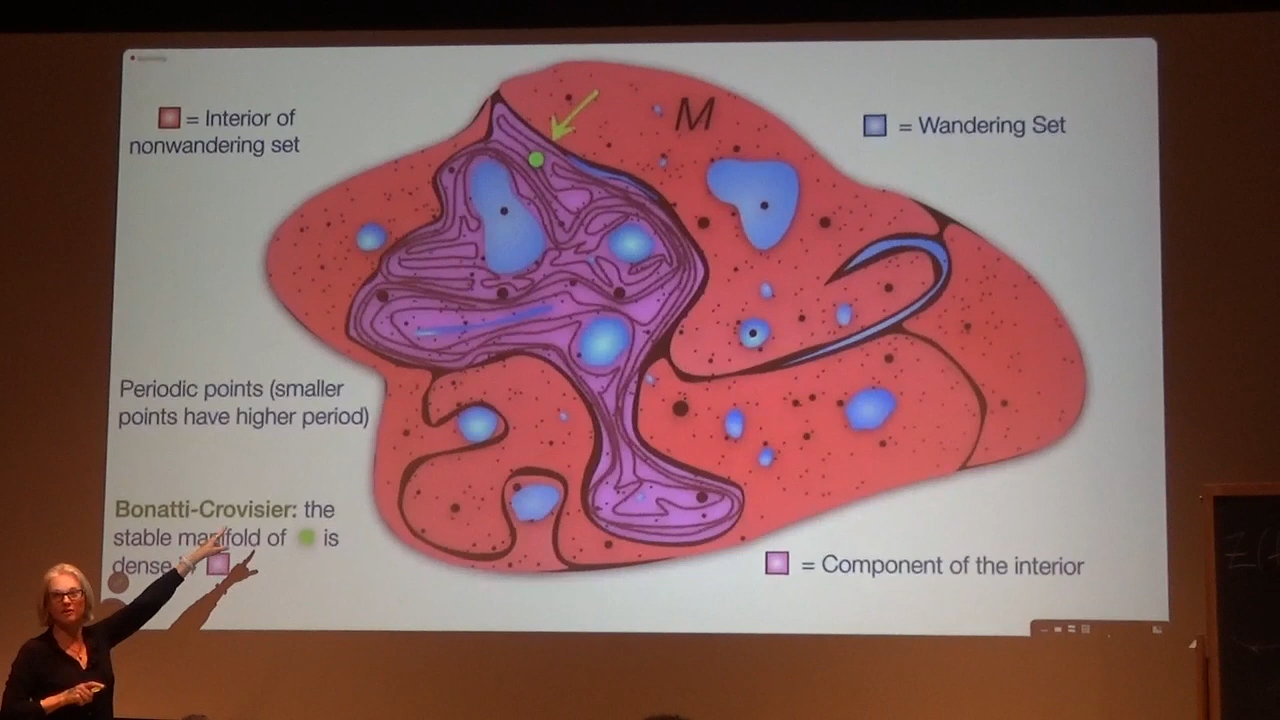 = Interior of
nonwandering set
M
= Wandering Set
Periodic points (smaller
points have higher period)
Bonatti-Crovisier: the
stable manifold of is
dense
= Component of the interior